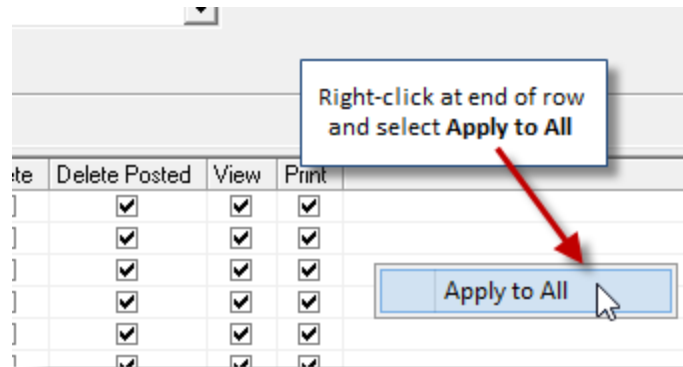 Right-click at end of row
and select Apply to All
Delete Posted View Print
Apply to All